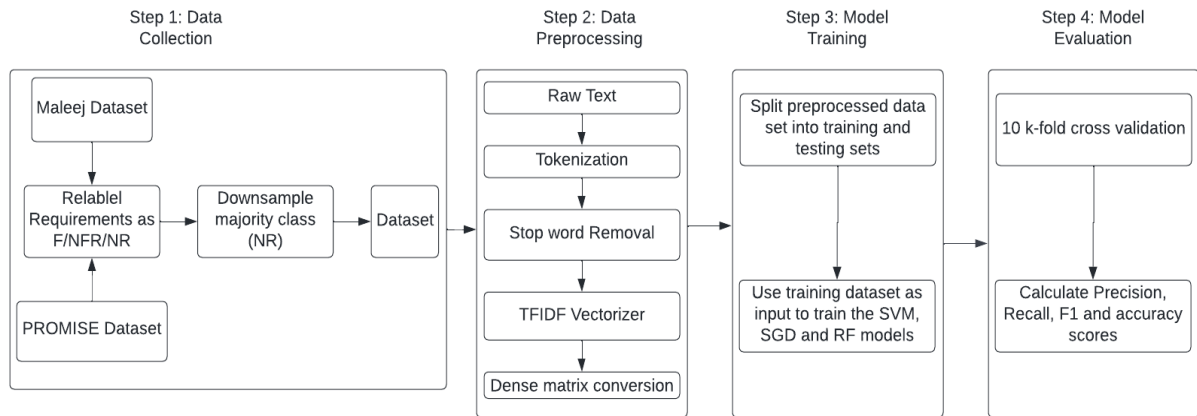 Step 1: Data
Collection
Maleej Dataset
Relablel
Requirements as
F/NFR/NR
PROMISE Dataset
Downsample
majority class
(NR)
Dataset
Step 2: Data
Preprocessing
Raw Text
Tokenization
Stop word Removal
TFIDF Vectorizer
Dense matrix conversion
Step 3: Model
Training
Split preprocessed data
set into training and
testing sets
Use training dataset as
input to train the SVM,
SGD and RF models
Step 4: Model
Evaluation
10 k-fold cross validation
Calculate Precision,
Recall, F1 and accuracy
scores